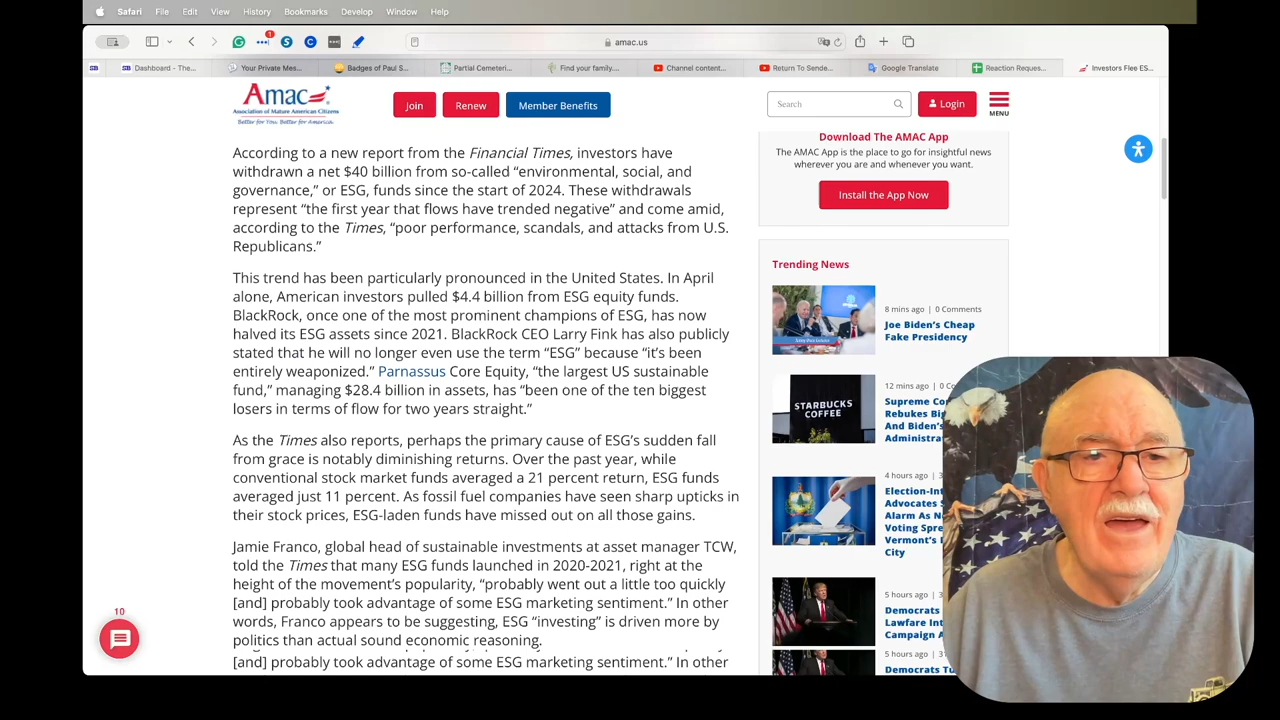 Safari File Edit View History Bookmarks Develop Window Help
1
amac.us
SB
SB Dashboard - The...
Your Private Mes...
Badges of Paul S...
Partial Cemeteri...
Find your family....
Channel content...
Return To Sende...
Google Translate
Reaction Reques...
Investors Flee ES...
Amac
Association of Mature American Citizens
Better for You. Better for America.
Join
Renew
Member Benefits
Search
Login
MENU
According to a new report from the Financial Times, investors have
withdrawn a net $40 billion from so-called “environmental, social, and
governance,” or ESG, funds since the start of 2024. These withdrawals
represent “the first year that flows have trended negative” and come amid,
according to the Times, “poor performance, scandals, and attacks from U.S.
Republicans.”
This trend has been particularly pronounced in the United States. In April
alone, American investors pulled $4.4 billion from ESG equity funds.
BlackRock, once one of the most prominent champions of ESG, has now
halved its ESG assets since 2021. BlackRock CEO Larry Fink has also publicly
stated that he will no longer even use the term “ESG” because “it’s been
entirely weaponized.” Parnassus Core Equity, “the largest US sustainable
fund,” managing $28.4 billion in assets, has “been one of the ten biggest
losers in terms of flow for two years straight.”
As the Times also reports, perhaps the primary cause of ESG’s sudden fall
from grace is notably diminishing returns. Over the past year, while
conventional stock market funds averaged a 21 percent return, ESG funds
averaged just 11 percent. As fossil fuel companies have seen sharp upticks in
their stock prices, ESG-laden funds have missed out on all those gains.
Jamie Franco, global head of sustainable investments at asset manager TCW,
told the Times that many ESG funds launched in 2020-2021, right at the
height of the movement’s popularity, “probably went out a little too quickly
[and] probably took advantage of some ESG marketing sentiment.” In other
words, Franco appears to be suggesting, ESG “investing” is driven more by
politics than actual sound economic reasoning.
[and] probably took advantage of some ESG marketing sentiment.” In other
10
Download The AMAC App
The AMAC App is the place to go for insightful news
wherever you are and whenever you want.
Install the App Now
Trending News
8 mins ago | 0 Comments
Joe Biden’s Cheap
Fake Presidency
STARBUCKS
COFFEE
12 mins ago | 0 Co
Supreme Co
Rebukes Bi
And Biden’s
Administra
4 hours ago | 3
Election-Int
Advocates S
Alarm As No
Voting Spre
Vermont’s
City
5 hours ago | 3
Democrats
Lawfare Int
Campaign A
5 hours ago | 3
Democrats Tu